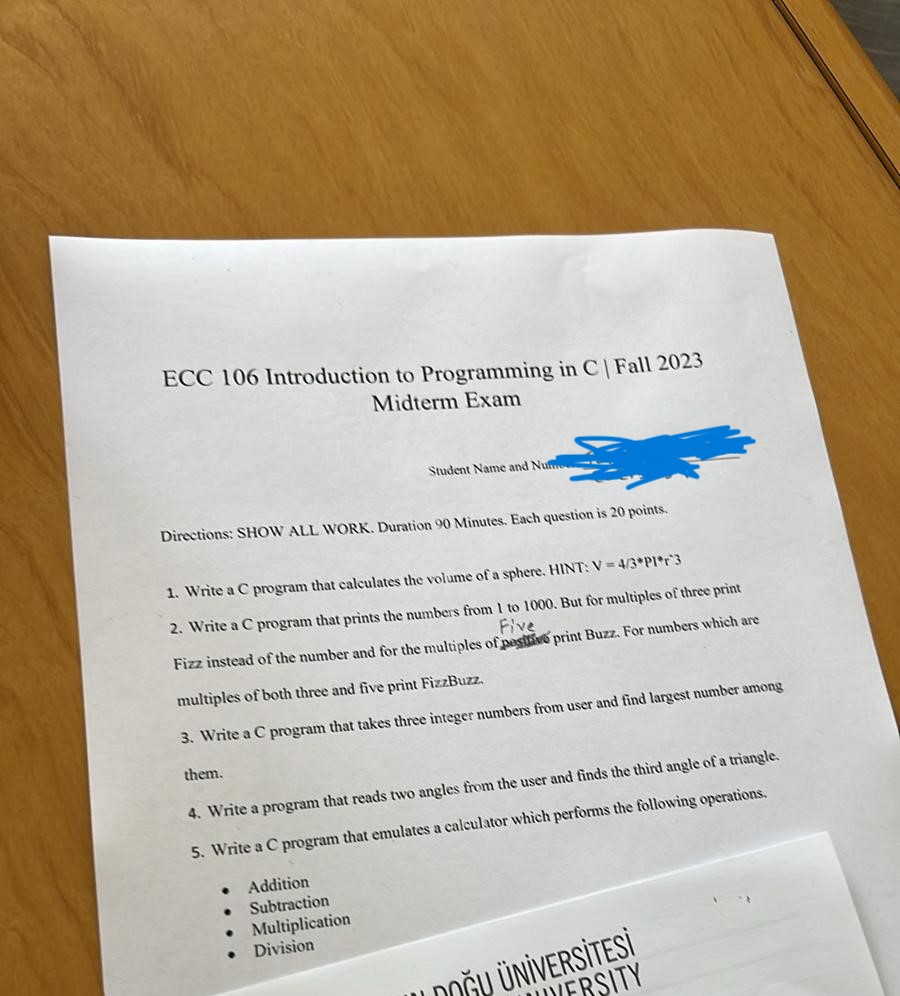 ECC 106 Introduction to Programming in C | Fall 2023
Midterm Exam
Student Name and
Directions: SHOW ALL WORK. Duration 90 Minutes. Each question is 20 points.
1. Write a C program that calculates the volume of a sphere. HINT: V = 4/3*PI*r^3
2. Write a C program that prints the numbers from 1 to 1000. But for multiples of three print
Five
Fizz instead of the number and for the multiples of positive print Buzz. For numbers which are
multiples of both three and five print FizzBuzz.
3. Write a C program that takes three integer numbers from user and find largest number among
them.
4. Write a program that reads two angles from the user and finds the third angle of a triangle.
5. Write a C program that emulates a calculator which performs the following operations.
• Addition
• Subtraction
• Multiplication
• Division
DOĞU ÜNİVERSİTESİ